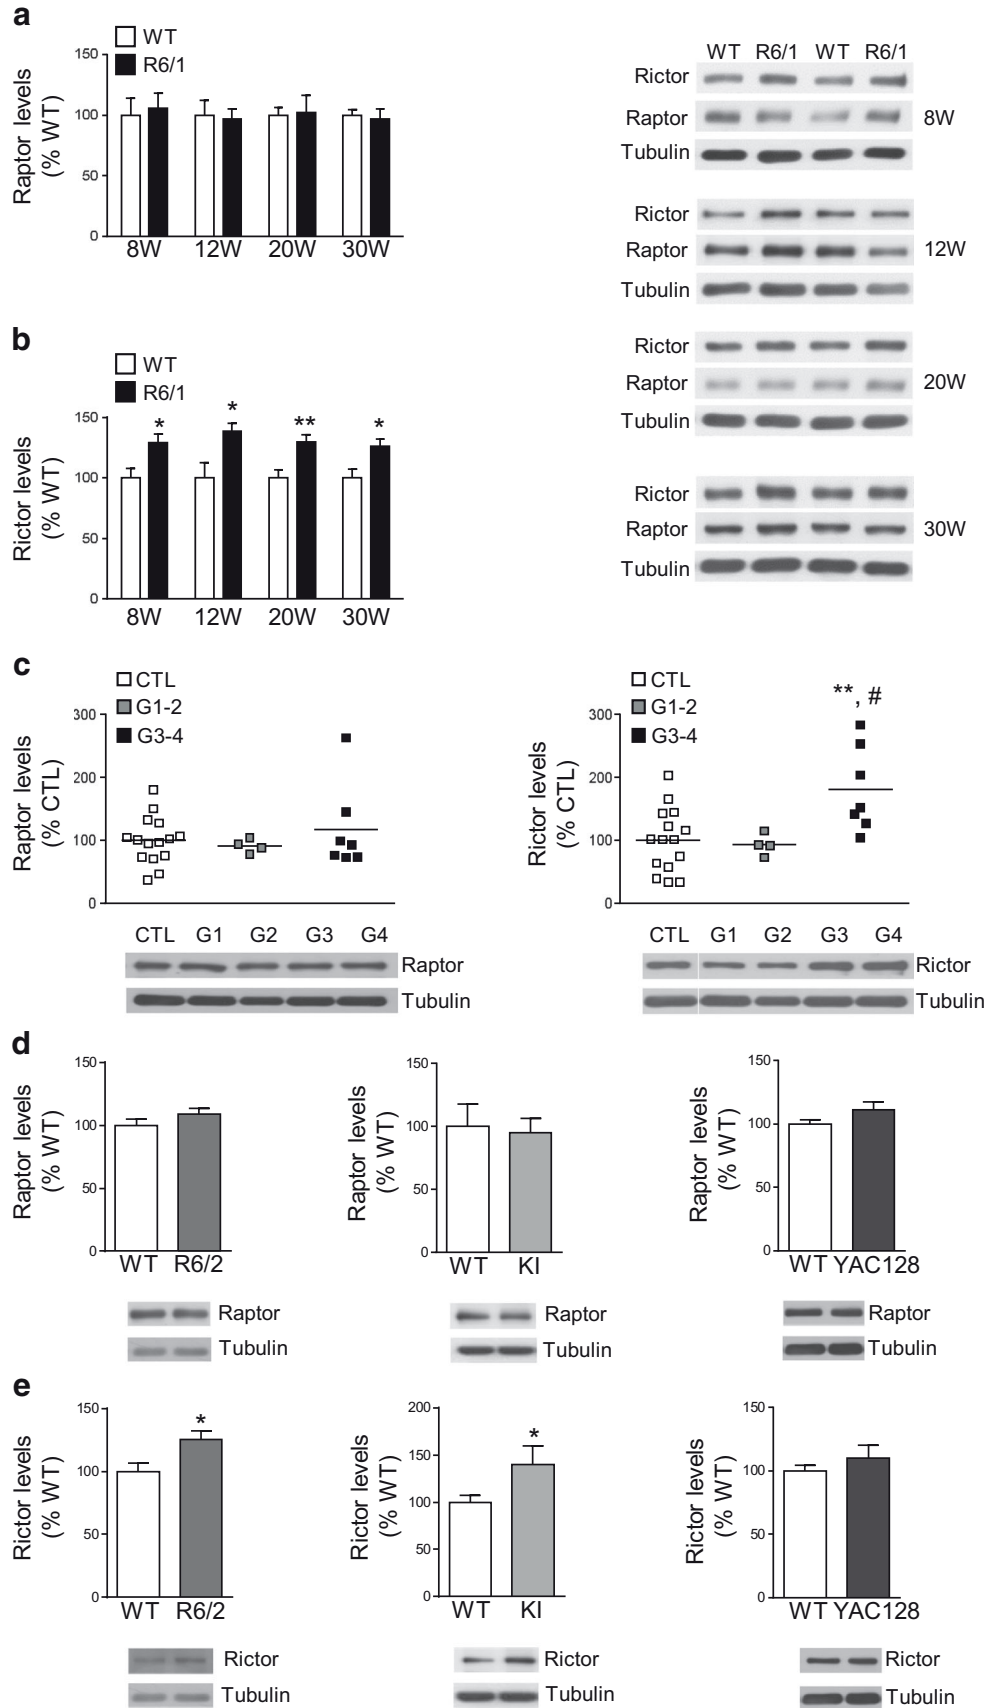 a
WT
R6/1
Raptor levels
(% WT)
150
100
50
0
8W 12W 20W 30W
WT R6/1 WT R6/1
Rictor
Raptor
Tubulin
8W
Rictor
Raptor
Tubulin
12W
Rictor
Raptor
Tubulin
20W
Rictor
Raptor
Tubulin
30W
b
WT
R6/1
Rictor levels
(% WT)
150
100
50
0
* * ** *
8W 12W 20W 30W
c
CTL
G1-2
G3-4
Raptor levels
(% CTL)
300
200
100
0
CTL G1 G2 G3 G4
Raptor
Tubulin
CTL
G1-2
G3-4
**, #
Rictor levels
(% CTL)
300
200
100
0
CTL G1 G2 G3 G4
Rictor
Tubulin
d
Raptor levels
(% WT)
150
100
50
0
WT R6/2
Raptor
Tubulin
Raptor levels
(% WT)
150
100
50
0
WT KI
Raptor
Tubulin
Raptor levels
(% WT)
150
100
50
0
WT YAC128
Raptor
Tubulin
e
Rictor levels
(% WT)
150
100
50
0
*
WT R6/2
Rictor
Tubulin
Rictor levels
(% WT)
200
150
100
50
0
*
WT KI
Rictor
Tubulin
Rictor levels
(% WT)
150
100
50
0
WT YAC128
Rictor
Tubulin